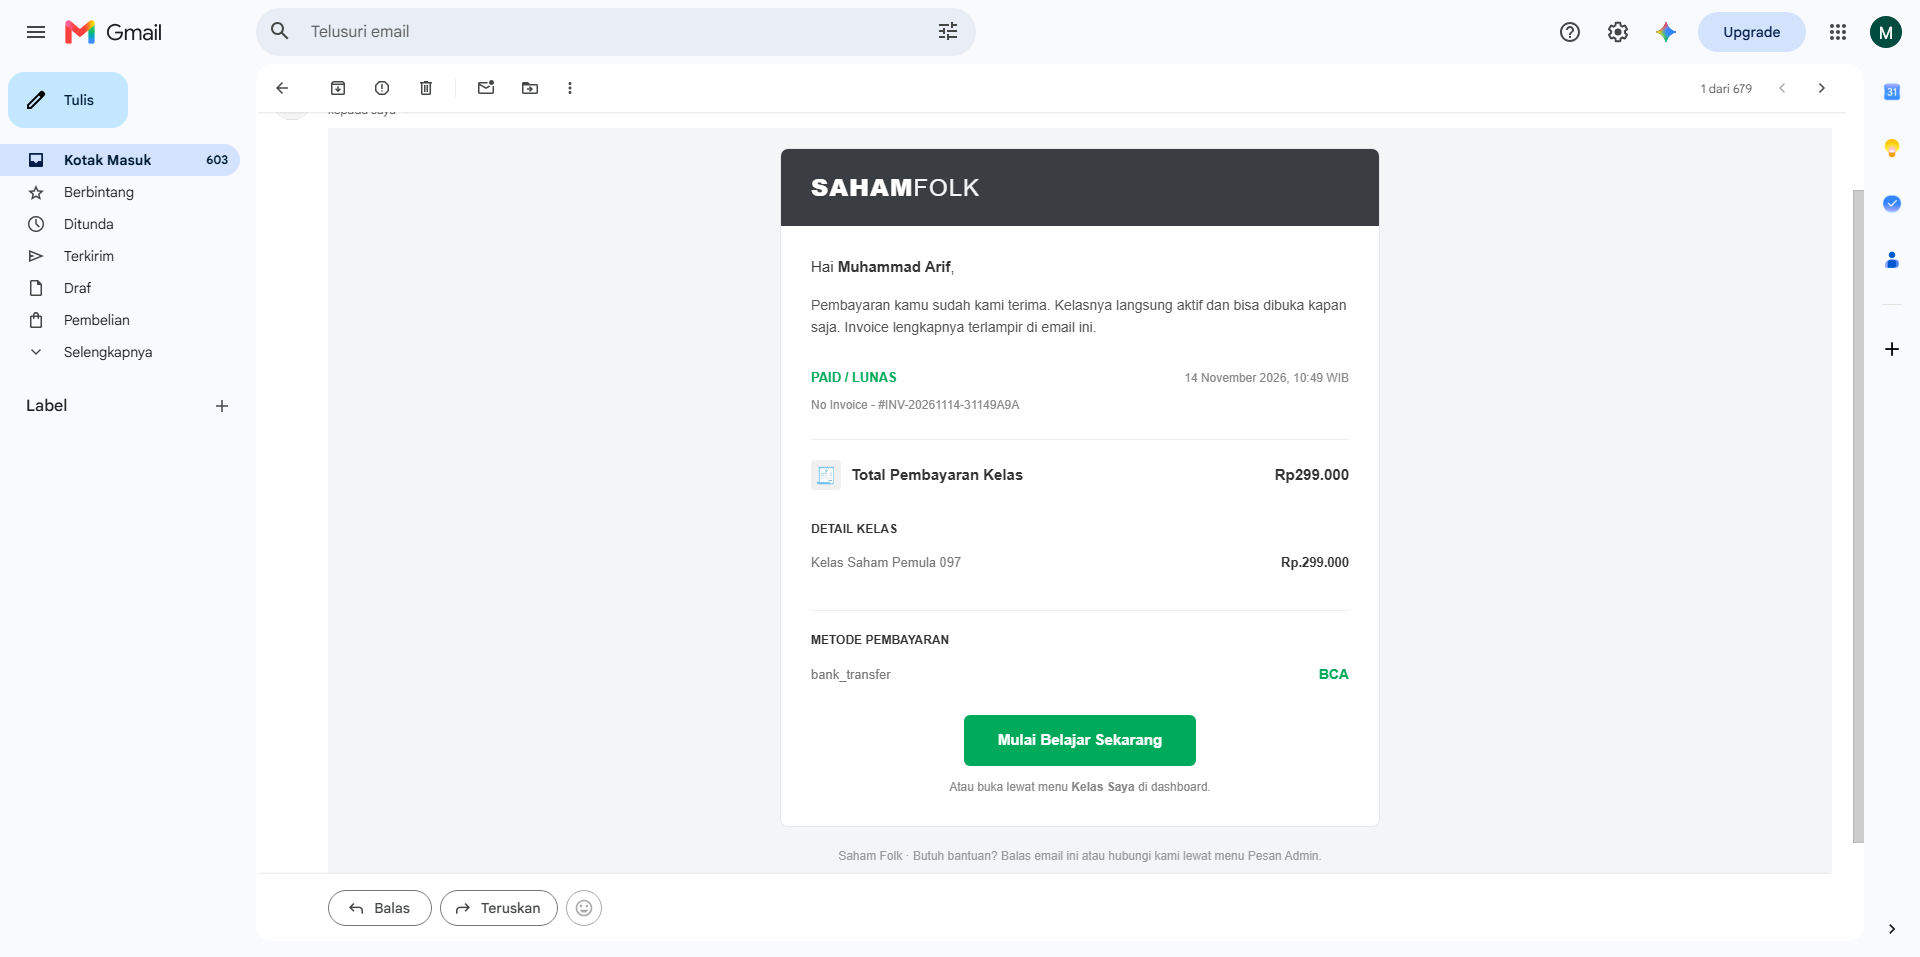 Gmail
Telusuri email
Upgrade
M
Tulis
1 dari 679
31
kepada saya
Kotak Masuk 603
Berbintang
Ditunda
Terkirim
Draf
Pembelian
Selengkapnya
Label
SAHAMFOLK
Hai Muhammad Arif,
Pembayaran kamu sudah kami terima. Kelasnya langsung aktif dan bisa dibuka kapan
saja. Invoice lengkapnya terlampir di email ini.
PAID / LUNAS 14 November 2026, 10:49 WIB
No Invoice - #INV-20261114-31149A9A
Total Pembayaran Kelas Rp299.000
DETAIL KELAS
Kelas Saham Pemula 097 Rp.299.000
METODE PEMBAYARAN
bank_transfer BCA
Mulai Belajar Sekarang
Atau buka lewat menu Kelas Saya di dashboard.
Saham Folk · Butuh bantuan? Balas email ini atau hubungi kami lewat menu Pesan Admin.
Balas Teruskan